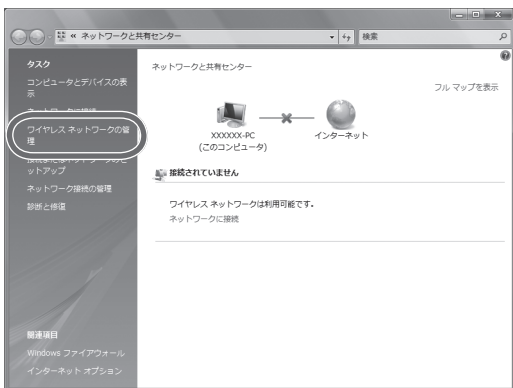 « ネットワークと共有センター
検索
タスク
コンピュータとデバイスの表
示
ワイヤレス ネットワークの管
理
ットアップ
ネットワーク接続の管理
診断と修復
関連項目
Windows ファイアウォール
インターネット オプション
ネットワークと共有センター
フル マップを表示
XXXXXX-PC
(このコンピュータ)
インターネット
接続されていません
ワイヤレス ネットワークは利用可能です。
ネットワークに接続